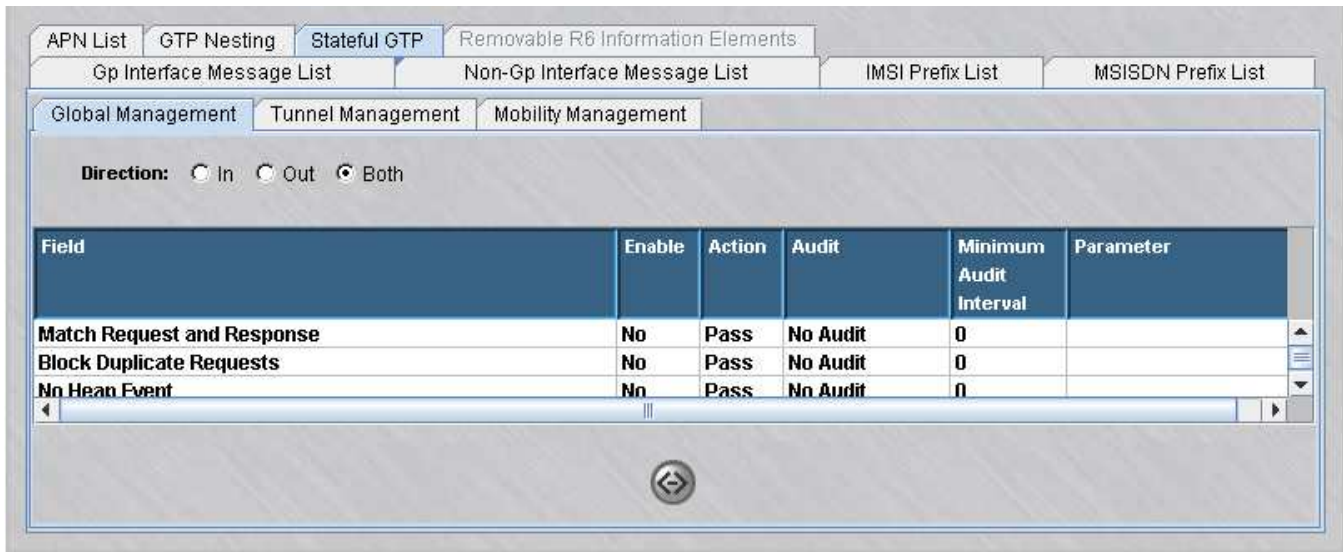 APN List GTP Nesting Stateful GTP Removable R6 Information Elements
Gp Interface Message List Non-Gp Interface Message List IMSI Prefix List MSISDN Prefix List
Global Management Tunnel Management Mobility Management
Direction: In Out Both
Field Enable Action Audit Minimum Audit Interval Parameter
Match Request and Response No Pass No Audit 0
Block Duplicate Requests No Pass No Audit 0
No Heap Event No Pass No Audit 0